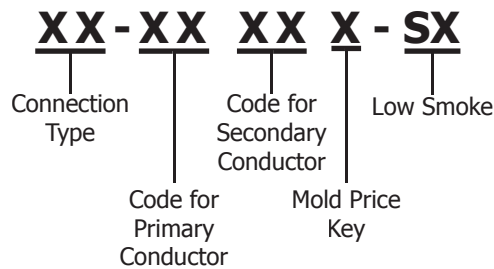 XX-XX XX X-SX
Connection Type
Code for Secondary Conductor
Low Smoke
Code for Primary Conductor
Mold Price Key